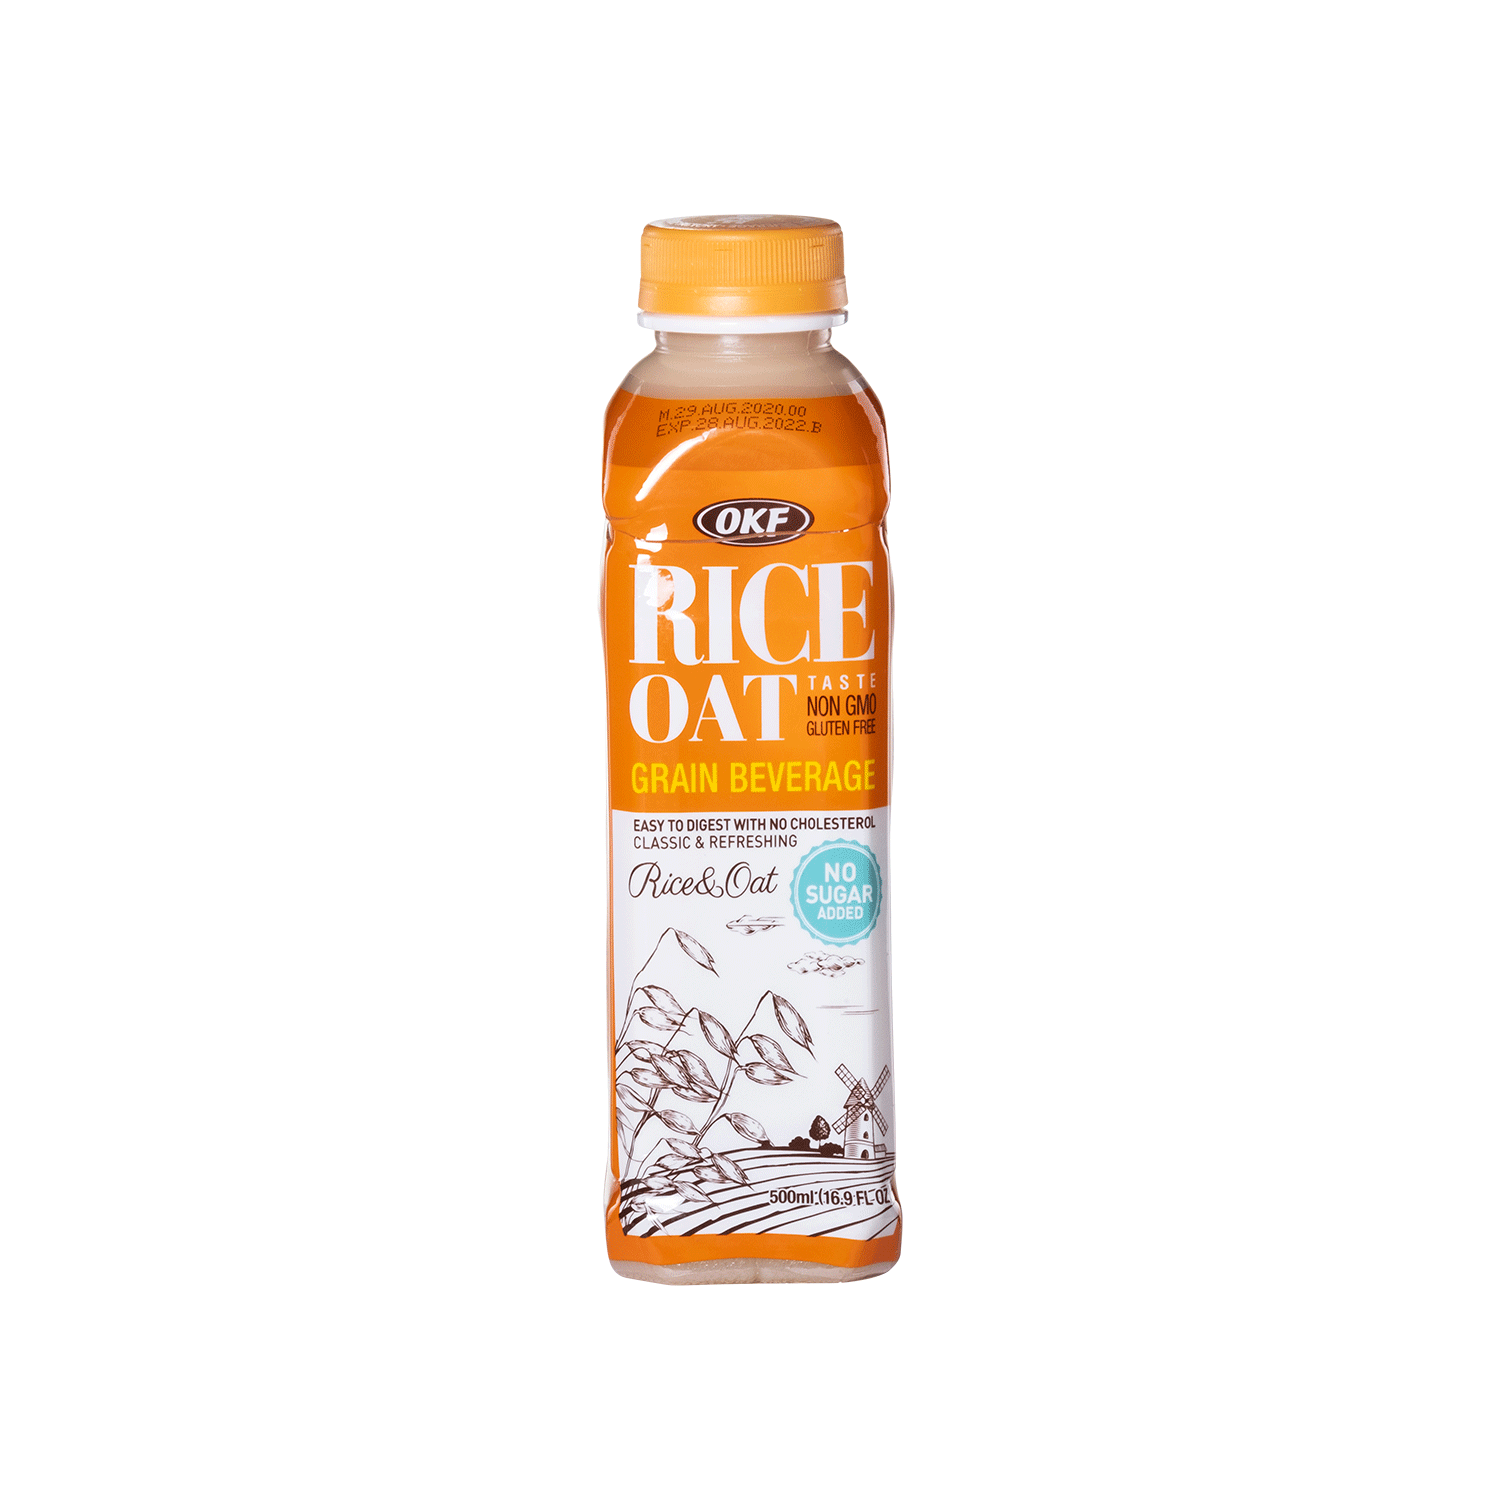 M.29.AUG.2020.00
EXP.28.AUG.2022.B
OKF
RICE
OAT
TASTE
NON GMO
GLUTEN FREE
GRAIN BEVERAGE
EASY TO DIGEST WITH NO CHOLESTEROL
CLASSIC & REFRESHING
Rice&Oat
NO
SUGAR
ADDED
500ml.(16.9 FL OZ